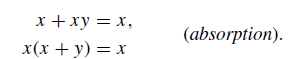 x + xy = x,
x(x + y) = x
(absorption).